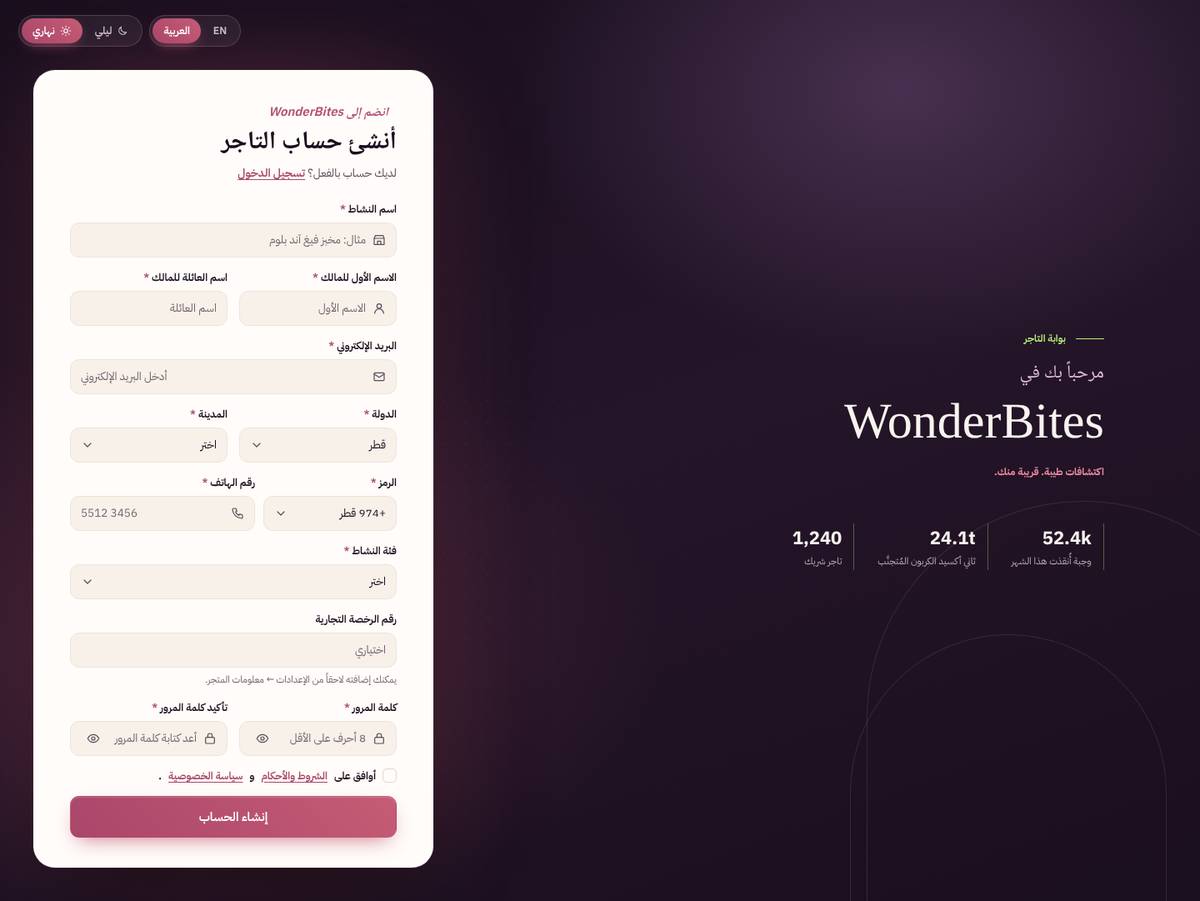 نهاري
ليلي
العربية
EN
انضم إلى WonderBites
أنشئ حساب التاجر
لديك حساب بالفعل؟ تسجيل الدخول
اسم النشاط *
مثال: مخبز فيغ آند بلوم
الاسم الأول للمالك *
اسم العائلة للمالك *
الاسم الأول
اسم العائلة
البريد الإلكتروني *
أدخل البريد الإلكتروني
الدولة *
المدينة *
قطر
اختر
الرمز *
رقم الهاتف *
+974 قطر
5512 3456
فئة النشاط *
اختر
رقم الرخصة التجارية
اختياري
يمكنك إضافته لاحقاً من الإعدادات ← معلومات المتجر.
كلمة المرور *
تأكيد كلمة المرور *
8 أحرف على الأقل
أعد كتابة كلمة المرور
أوافق على الشروط والأحكام و سياسة الخصوصية .
إنشاء الحساب
بوابة التاجر
مرحباً بك في
WonderBites
اكتشافات طيبة. قريبة منك.
52.4k
وجبة أُنقذت هذا الشهر
24.1t
ثاني أكسيد الكربون المُتجنَّب
1,240
تاجر شريك